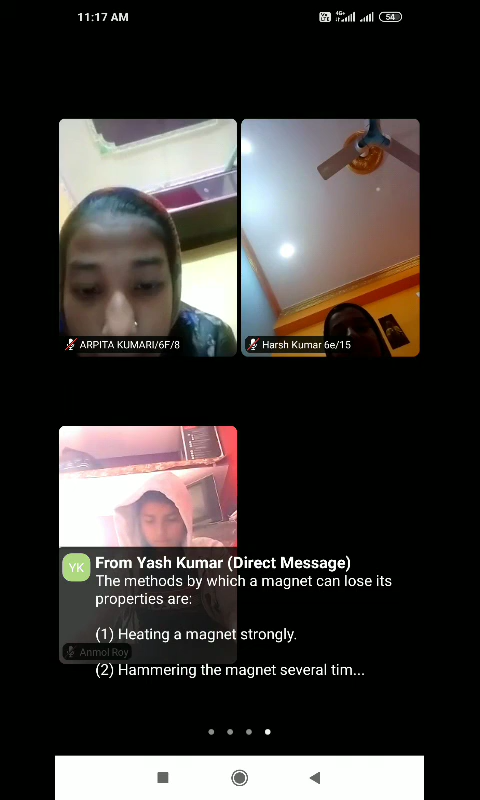 11:17 AM
4G+
54
ARPITA KUMARI/6F/8
Harsh Kumar 6e/15
YK
From Yash Kumar (Direct Message)
The methods by which a magnet can lose its
properties are:
(1) Heating a magnet strongly.
Anmol Roy
(2) Hammering the magnet several tim...